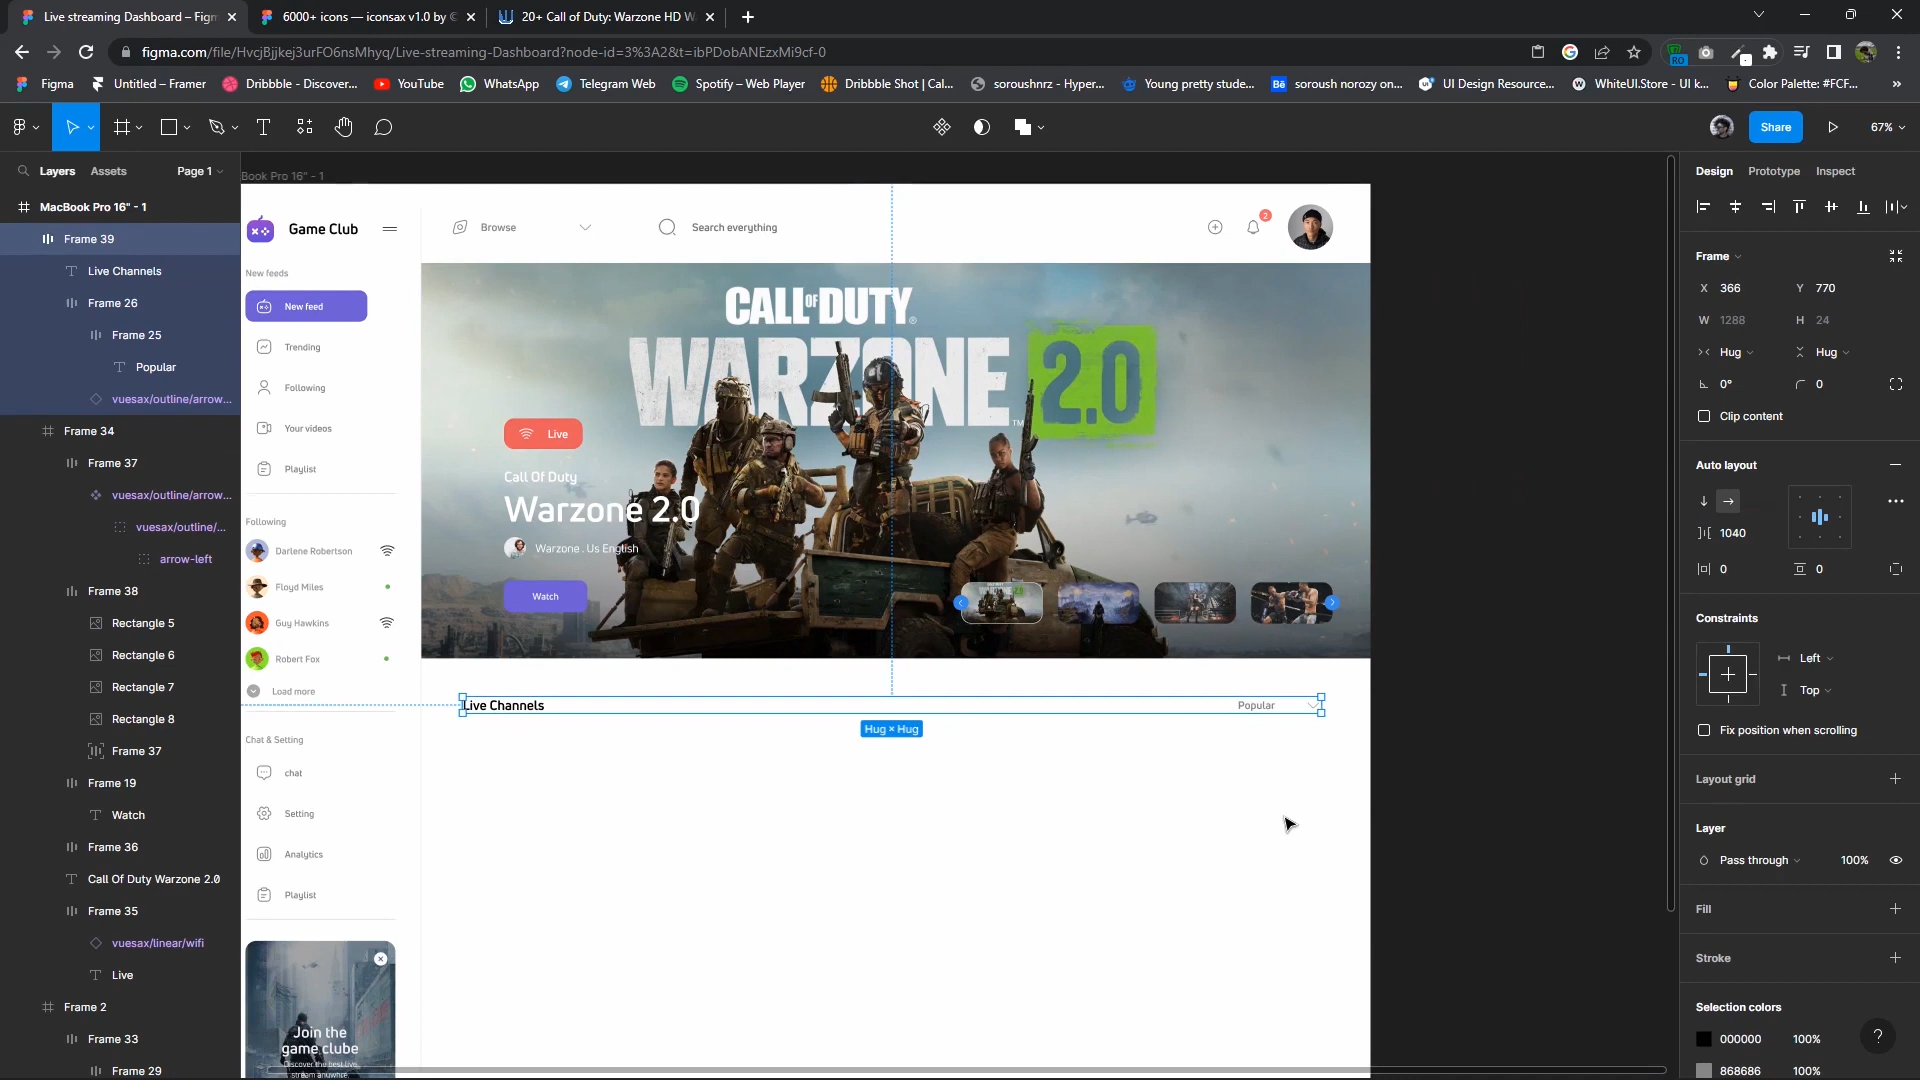 Live streaming Dashboard – Figm
6000+ icons — iconsax v1.0 by ©
20+ Call of Duty: Warzone HD W
figma.com/file/HvcjBjjkej3urFO6nsMhyq/Live-streaming-Dashboard?node-id=3%3A2&t=ibPDobANEzxMi9cf-0
RO
Figma
Untitled – Framer
Dribbble - Discover...
YouTube
WhatsApp
Telegram Web
Spotify – Web Player
Dribbble Shot | Cal...
soroushnrz - Hyper...
Young pretty stude...
Bē
soroush norozy on...
UI Design Resource...
WhiteUI.Store - UI k...
Color Palette: #FCF...
»
Share
67%
Layers
Assets
Page 1
MacBook Pro 16" - 1
Frame 39
Live Channels
Frame 26
Frame 25
Popular
vuesax/outline/arrow...
Frame 34
Frame 37
vuesax/outline/arrow...
vuesax/outline/...
arrow-left
Frame 38
Rectangle 5
Rectangle 6
Rectangle 7
Rectangle 8
Frame 37
Frame 19
Watch
Frame 36
Call Of Duty Warzone 2.0
Frame 35
vuesax/linear/wifi
Live
Frame 2
Frame 33
Frame 29
Book Pro 16" - 1
Game Club
Browse
Search everything
2
New feeds
New feed
Trending
Following
Your videos
Playlist
Following
Darlene Robertson
Floyd Miles
Guy Hawkins
Robert Fox
Load more
Chat & Setting
chat
Setting
Analytics
Playlist
Join the
game clube
Discover the best live
stream anuwhre.
CALL OF DUTY®
WARZONE™ 2.0
Live
Call Of Duty
Warzone 2.0
Warzone . Us English
Watch
Live Channels
Popular
Hug × Hug
Design
Prototype
Inspect
Frame
X 366
Y 770
W 1288
H 24
Hug
Hug
0°
0
Clip content
Auto layout
1040
0
0
Constraints
Left
Top
Fix position when scrolling
Layout grid
Layer
Pass through
100%
Fill
Stroke
Selection colors
000000 100%
868686 100%
?